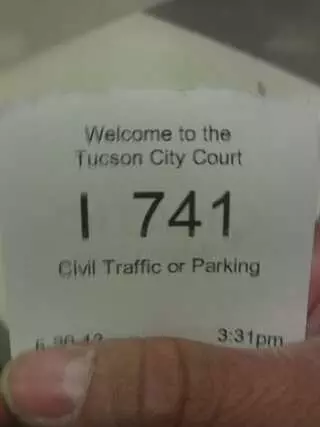 Welcome to the
Tucson City Court
I 741
Civil Traffic or Parking
3:31pm